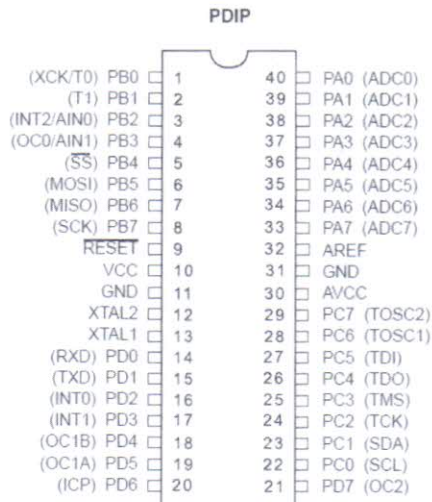 PDIP
(XCK/T0) PB0 1 40 PA0 (ADC0)
(T1) PB1 2 39 PA1 (ADC1)
(INT2/AIN0) PB2 3 38 PA2 (ADC2)
(OC0/AIN1) PB3 4 37 PA3 (ADC3)
(SS) PB4 5 36 PA4 (ADC4)
(MOSI) PB5 6 35 PA5 (ADC5)
(MISO) PB6 7 34 PA6 (ADC6)
(SCK) PB7 8 33 PA7 (ADC7)
RESET 9 32 AREF
VCC 10 31 GND
GND 11 30 AVCC
XTAL2 12 29 PC7 (TOSC2)
XTAL1 13 28 PC6 (TOSC1)
(RXD) PD0 14 27 PC5 (TDI)
(TXD) PD1 15 26 PC4 (TDO)
(INT0) PD2 16 25 PC3 (TMS)
(INT1) PD3 17 24 PC2 (TCK)
(OC1B) PD4 18 23 PC1 (SDA)
(OC1A) PD5 19 22 PC0 (SCL)
(ICP) PD6 20 21 PD7 (OC2)